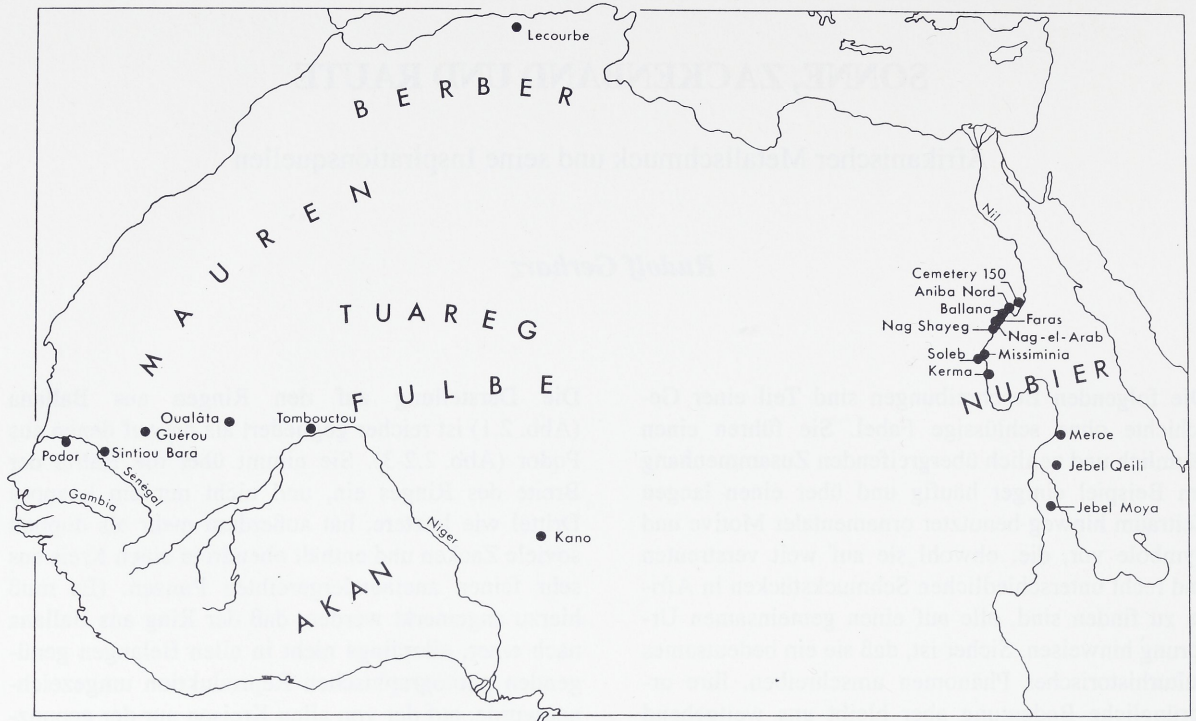 Lecourbe
BERBER
MAUREN
TUAREG
FULBE
Oualâta
Guérou
Tombouctou
Podor
Sintiou Bara
Sénégal
Gambia
Niger
Kano
AKAN
Nil
Cemetery 150
Aniba Nord
Ballana
Faras
Nag Shayeg
Nag-el-Arab
Soleb
Missiminia
Kerma
NUBIER
Meroe
Jebel Qeili
Jebel Moya